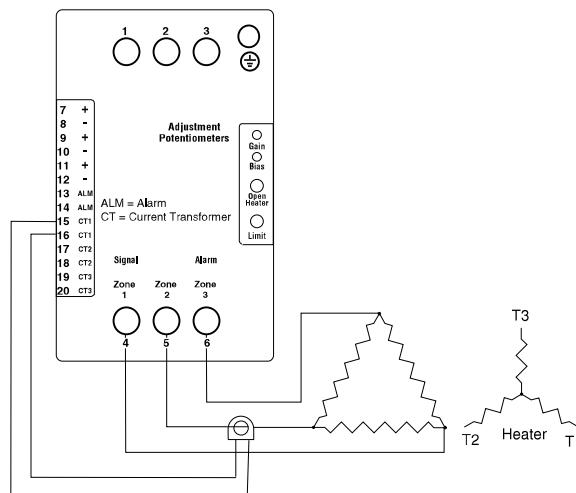 1 2 3
7 +
8 -
9 +
10 -
11 +
12 -
13 ALM
14 ALM
15 CT1
16 CT1
17 CT2
18 CT2
19 CT3
20 CT3
Adjustment
Potentiometers
Gain
Bias
Open
Heater
Limit
ALM = Alarm
CT = Current Transformer
Signal Alarm
Zone Zone Zone
1 2 3
4 5 6
T3
T2 Heater T